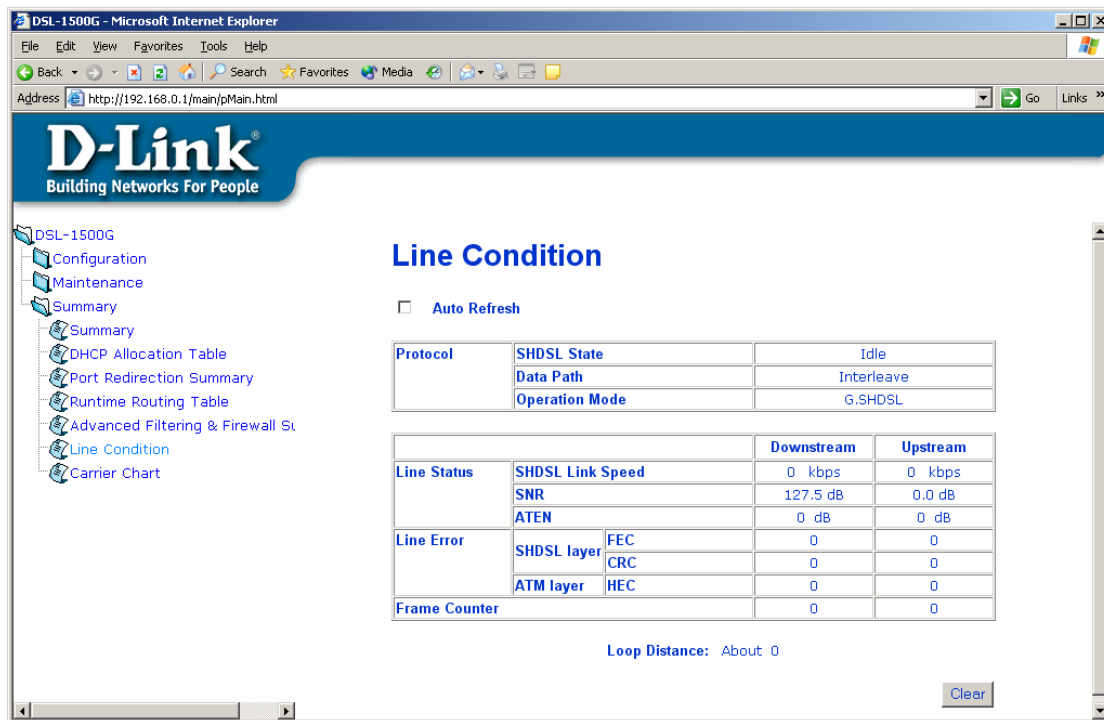 DSL-1500G - Microsoft Internet Explorer
File Edit View Favorites Tools Help
Back Search Favorites Media
Address http://192.168.0.1/main/pMain.html Go Links »
D-Link®
Building Networks For People
DSL-1500G
Configuration
Maintenance
Summary
Summary
DHCP Allocation Table
Port Redirection Summary
Runtime Routing Table
Advanced Filtering & Firewall Su
Line Condition
Carrier Chart
Line Condition
Auto Refresh
Protocol SHDSL State Idle
Data Path Interleave
Operation Mode G.SHDSL
Downstream Upstream
Line Status SHDSL Link Speed 0 kbps 0 kbps
SNR 127.5 dB 0.0 dB
ATEN 0 dB 0 dB
Line Error SHDSL layer FEC 0 0
CRC 0 0
ATM layer HEC 0 0
Frame Counter 0 0
Loop Distance: About 0
Clear